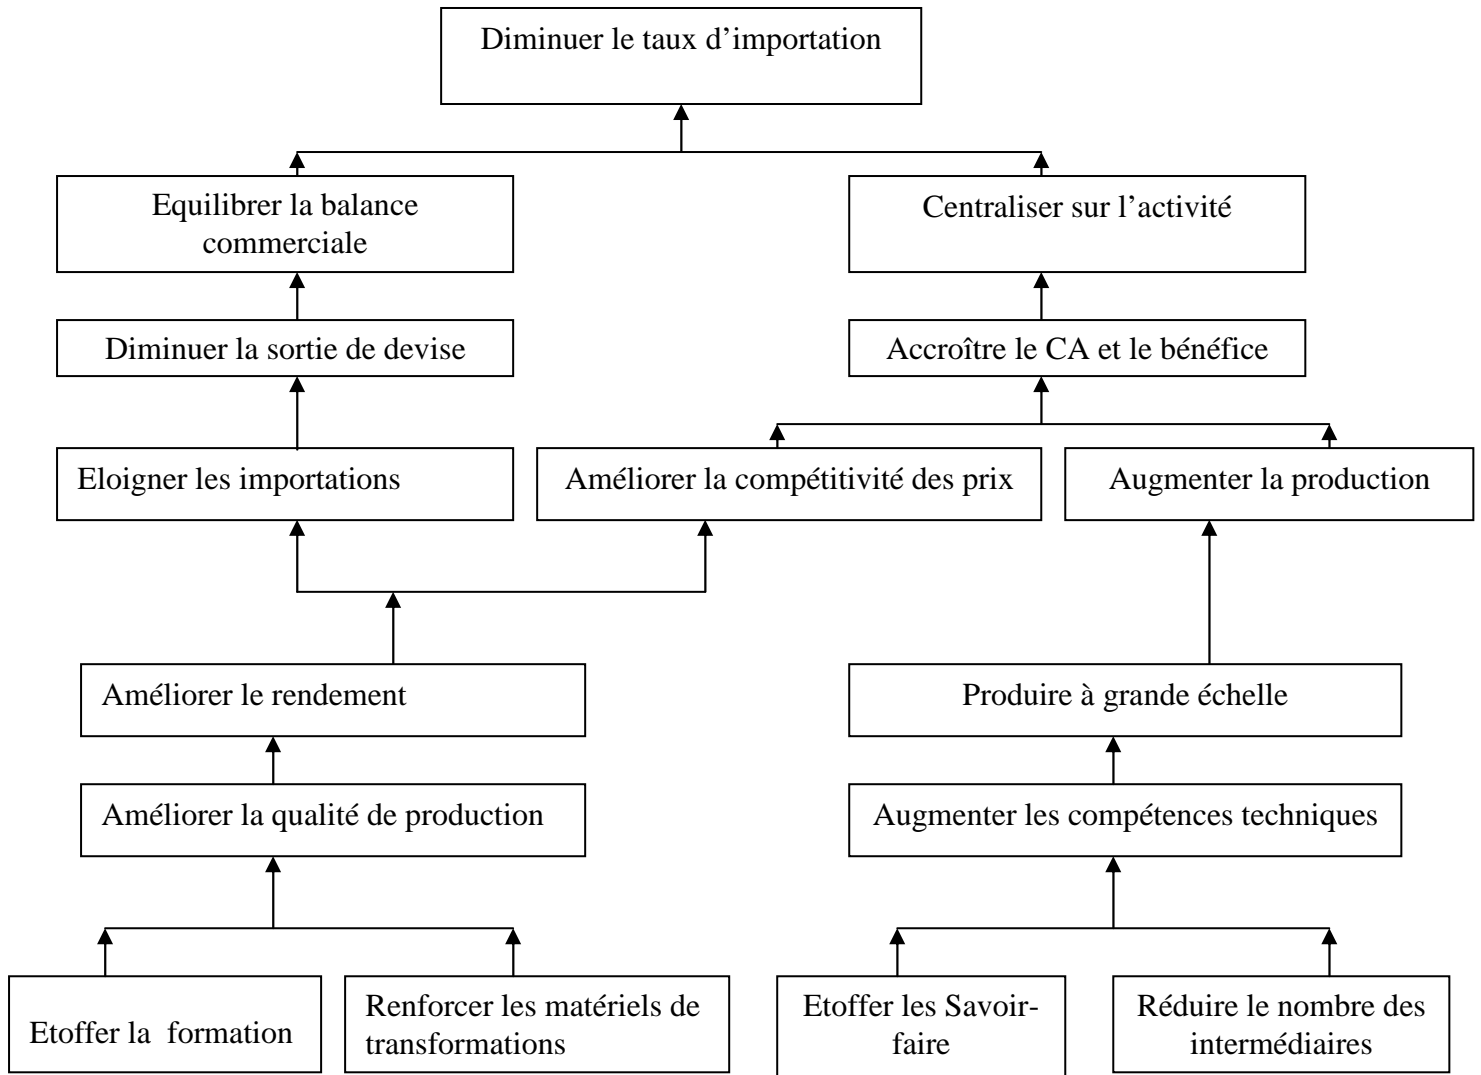 Diminuer le taux d’importation
Equilibrer la balance
commerciale
Centraliser sur l’activité
Diminuer la sortie de devise
Accroître le CA et le bénéfice
Eloigner les importations
Améliorer la compétitivité des prix
Augmenter la production
Améliorer le rendement
Produire à grande échelle
Améliorer la qualité de production
Augmenter les compétences techniques
Etoffer la  formation
Renforcer les matériels de
transformations
Etoffer les Savoir-
faire
Réduire le nombre des
intermédiaires